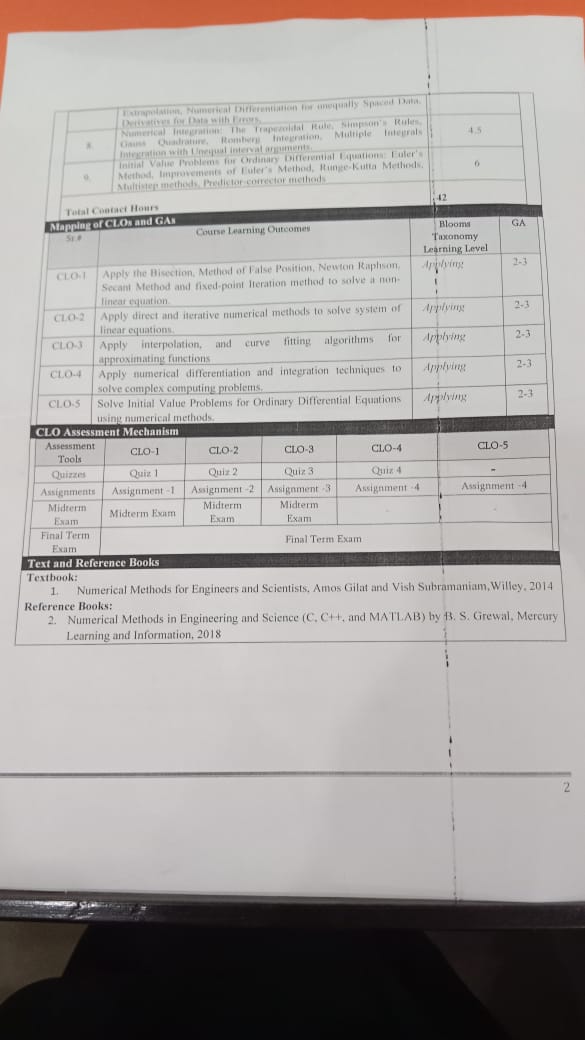 Extrapolation, Numerical Differentiation for unequally Spaced Data,
Derivatives for Data with Errors,
8. Numerical Integration: The Trapezoidal Rule, Simpson's Rules, 4.5
Gauss Quadrature, Romberg Integration, Multiple Integrals
Integration with Unequal interval arguments.
9. Initial Value Problems for Ordinary Differential Equations: Euler's 6
Method, Improvements of Euler's Method, Runge-Kutta Methods,
Multistep methods, Predictor-corrector methods
Total Contact Hours 42
Mapping of CLOs and GAs
Sr.# Course Learning Outcomes Blooms Taxonomy Learning Level GA
CLO-1 Apply the Bisection, Method of False Position, Newton Raphson, Applying 2-3
Secant Method and fixed-point Iteration method to solve a non-
linear equation.
CLO-2 Apply direct and iterative numerical methods to solve system of Applying 2-3
linear equations.
CLO-3 Apply interpolation, and curve fitting algorithms for Applying 2-3
approximating functions
CLO-4 Apply numerical differentiation and integration techniques to Applying 2-3
solve complex computing problems.
CLO-5 Solve Initial Value Problems for Ordinary Differential Equations Applying 2-3
using numerical methods.
CLO Assessment Mechanism
Assessment Tools CLO-1 CLO-2 CLO-3 CLO-4 CLO-5
Quizzes Quiz 1 Quiz 2 Quiz 3 Quiz 4 -
Assignments Assignment -1 Assignment -2 Assignment -3 Assignment -4 Assignment -4
Midterm Exam Midterm Exam Midterm Exam Midterm Exam - -
Final Term Exam Final Term Exam
Text and Reference Books
Textbook:
1. Numerical Methods for Engineers and Scientists, Amos Gilat and Vish Subramaniam,Willey, 2014
Reference Books:
2. Numerical Methods in Engineering and Science (C, C++, and MATLAB) by B. S. Grewal, Mercury
Learning and Information, 2018
2